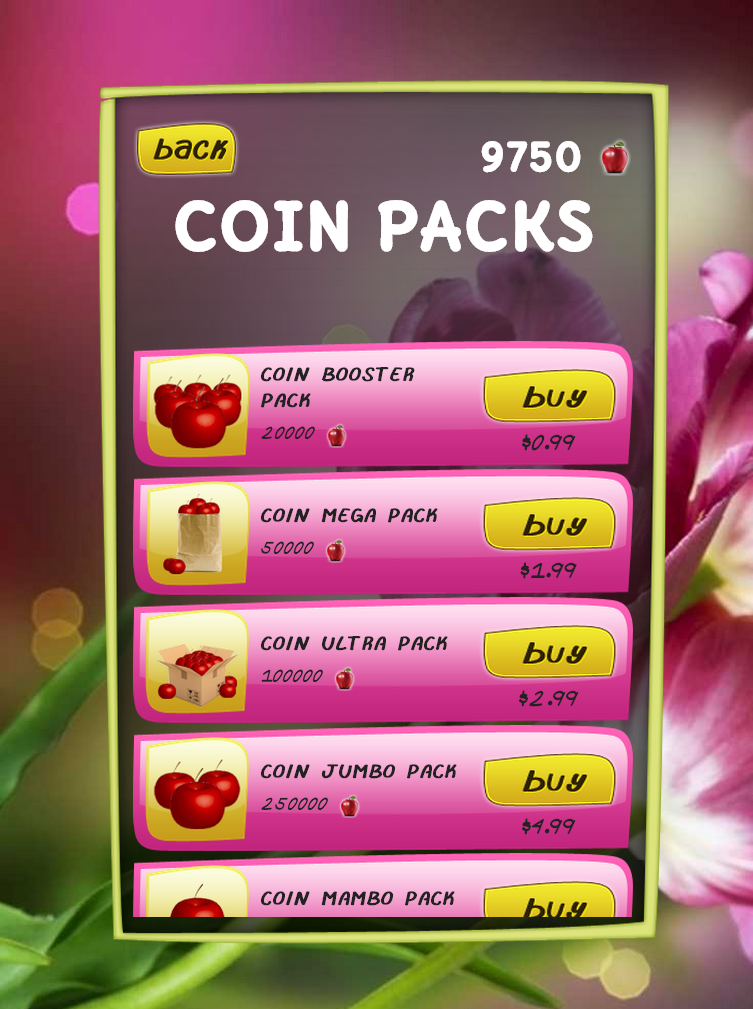 back
9750
COIN PACKS
COIN BOOSTER
PACK
20000
buy
$0.99
COIN MEGA PACK
50000
buy
$1.99
COIN ULTRA PACK
100000
buy
$2.99
COIN JUMBO PACK
250000
buy
$4.99
COIN MAMBO PACK
buy